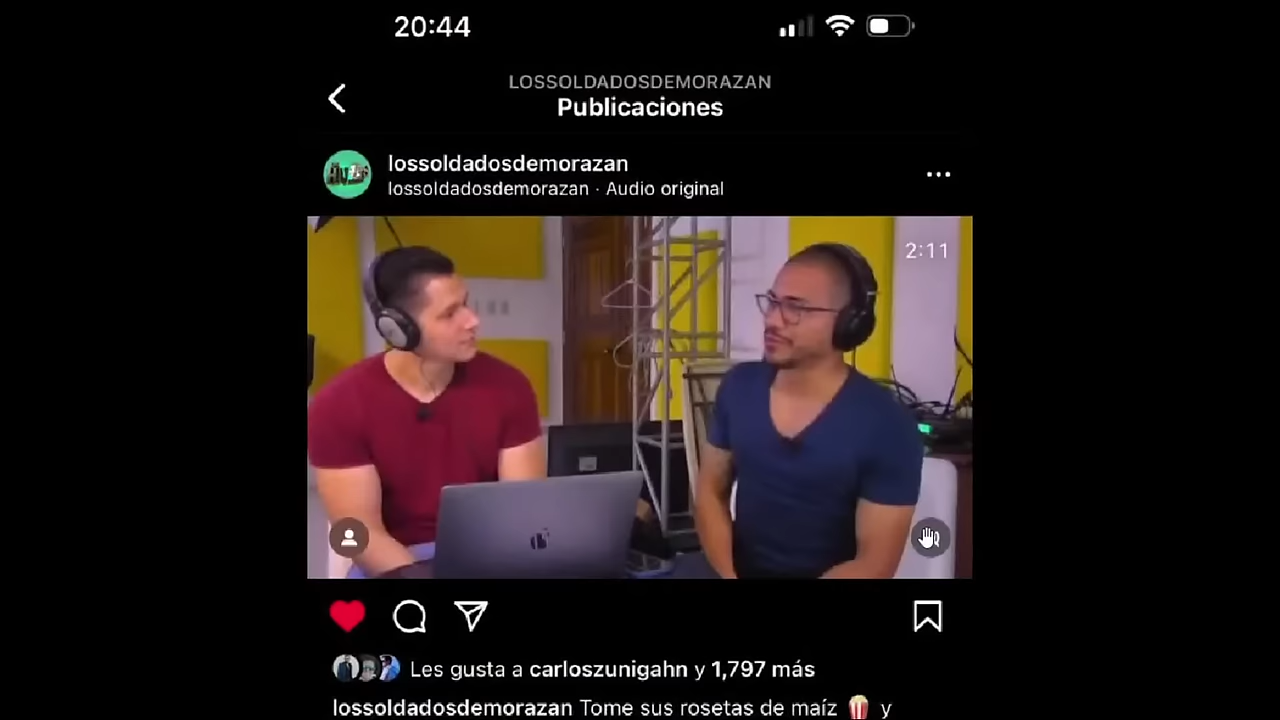 20:44
LOSSOLDADOSDEMORAZAN
Publicaciones
lossoldadosdemorazan
lossoldadosdemorazan · Audio original
2:11
Les gusta a carloszunigahn y 1,797 más
lossoldadosdemorazan Tome sus rosetas de maíz 🍿 y